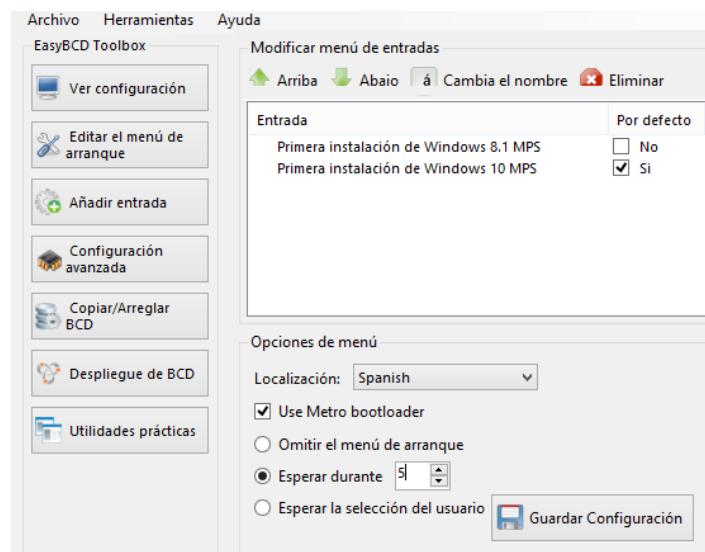 Archivo Herramientas Ayuda
EasyBCD Toolbox
Ver configuración
Editar el menú de
arranque
Añadir entrada
Configuración
avanzada
Copiar/Arreglar
BCD
Despliegue de BCD
Utilidades prácticas
Modificar menú de entradas
Arriba Abaio á Cambia el nombre Eliminar
Entrada Por defecto
Primera instalación de Windows 8.1 MPS No
Primera instalación de Windows 10 MPS Si
Opciones de menú
Localización: Spanish
Use Metro bootloader
Omitir el menú de arranque
Esperar durante 5
Esperar la selección del usuario
Guardar Configuración